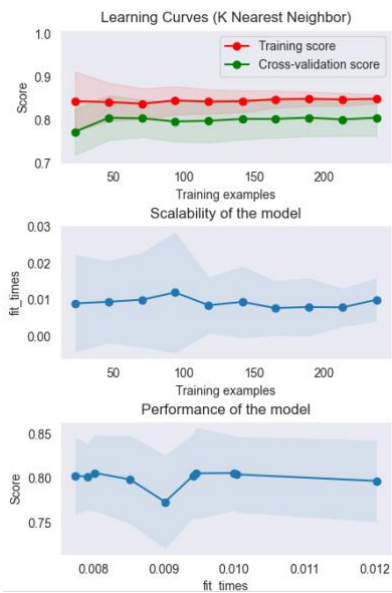 Learning Curves (K Nearest Neighbor)
1.0
Training score
Cross-validation score
0.9
0.8
0.7
Score
50
100
150
200
Training examples
Scalability of the model
0.03
0.02
0.01
0.00
fit_times
50
100
150
200
Training examples
Performance of the model
0.85
0.80
0.75
Score
0.008
0.009
0.010
0.011
0.012
fit_times